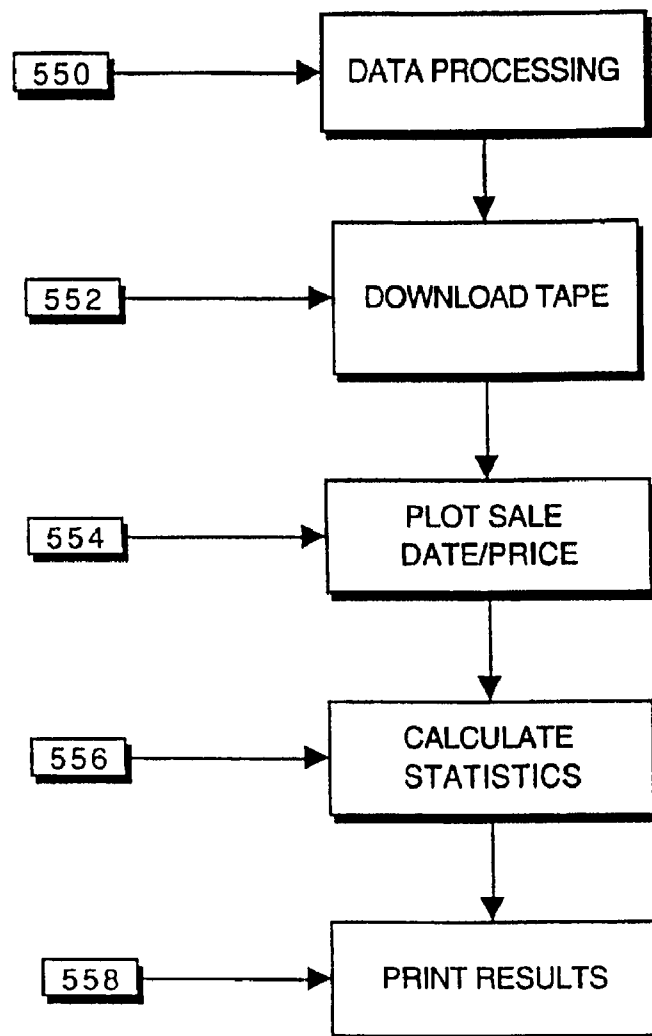 550
DATA PROCESSING
552
DOWNLOAD TAPE
554
PLOT SALE
DATE/PRICE
556
CALCULATE
STATISTICS
558
PRINT RESULTS